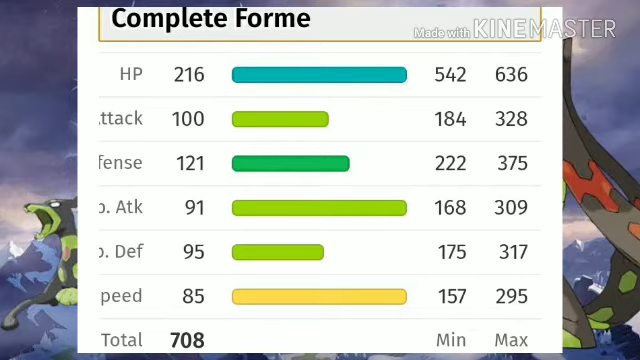 Complete Forme
Made with KINEMASTER
HP 216 542 636
ttack 100 184 328
fense 121 222 375
p. Atk 91 168 309
p. Def 95 175 317
peed 85 157 295
Total 708 Min Max